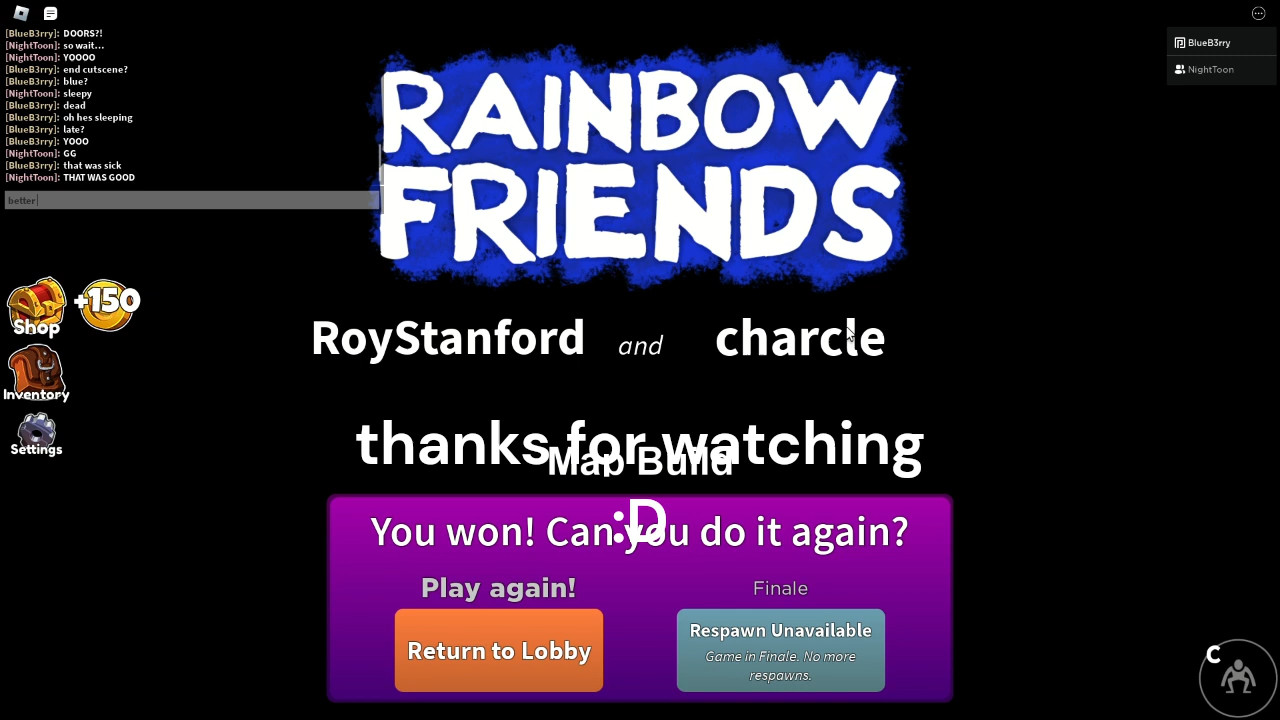 [BlueB3rry]: DOORS?!
[NightToon]: so wait...
[NightToon]: YOOOO
[BlueB3rry]: end cutscene?
[BlueB3rry]: blue?
[NightToon]: sleepy
[BlueB3rry]: dead
[BlueB3rry]: oh hes sleeping
[BlueB3rry]: late?
[BlueB3rry]: YOOO
[NightToon]: GG
[BlueB3rry]: that was sick
[NightToon]: THAT WAS GOOD
better
BlueB3rry
NightToon
RAINBOW
FRIENDS
+150
Shop
Inventory
Settings
RoyStanford and charcle
thanks for watching
Map Build
:D
You won! Can you do it again?
Play again!
Finale
Return to Lobby
Respawn Unavailable
Game in Finale. No more
respawns.
C